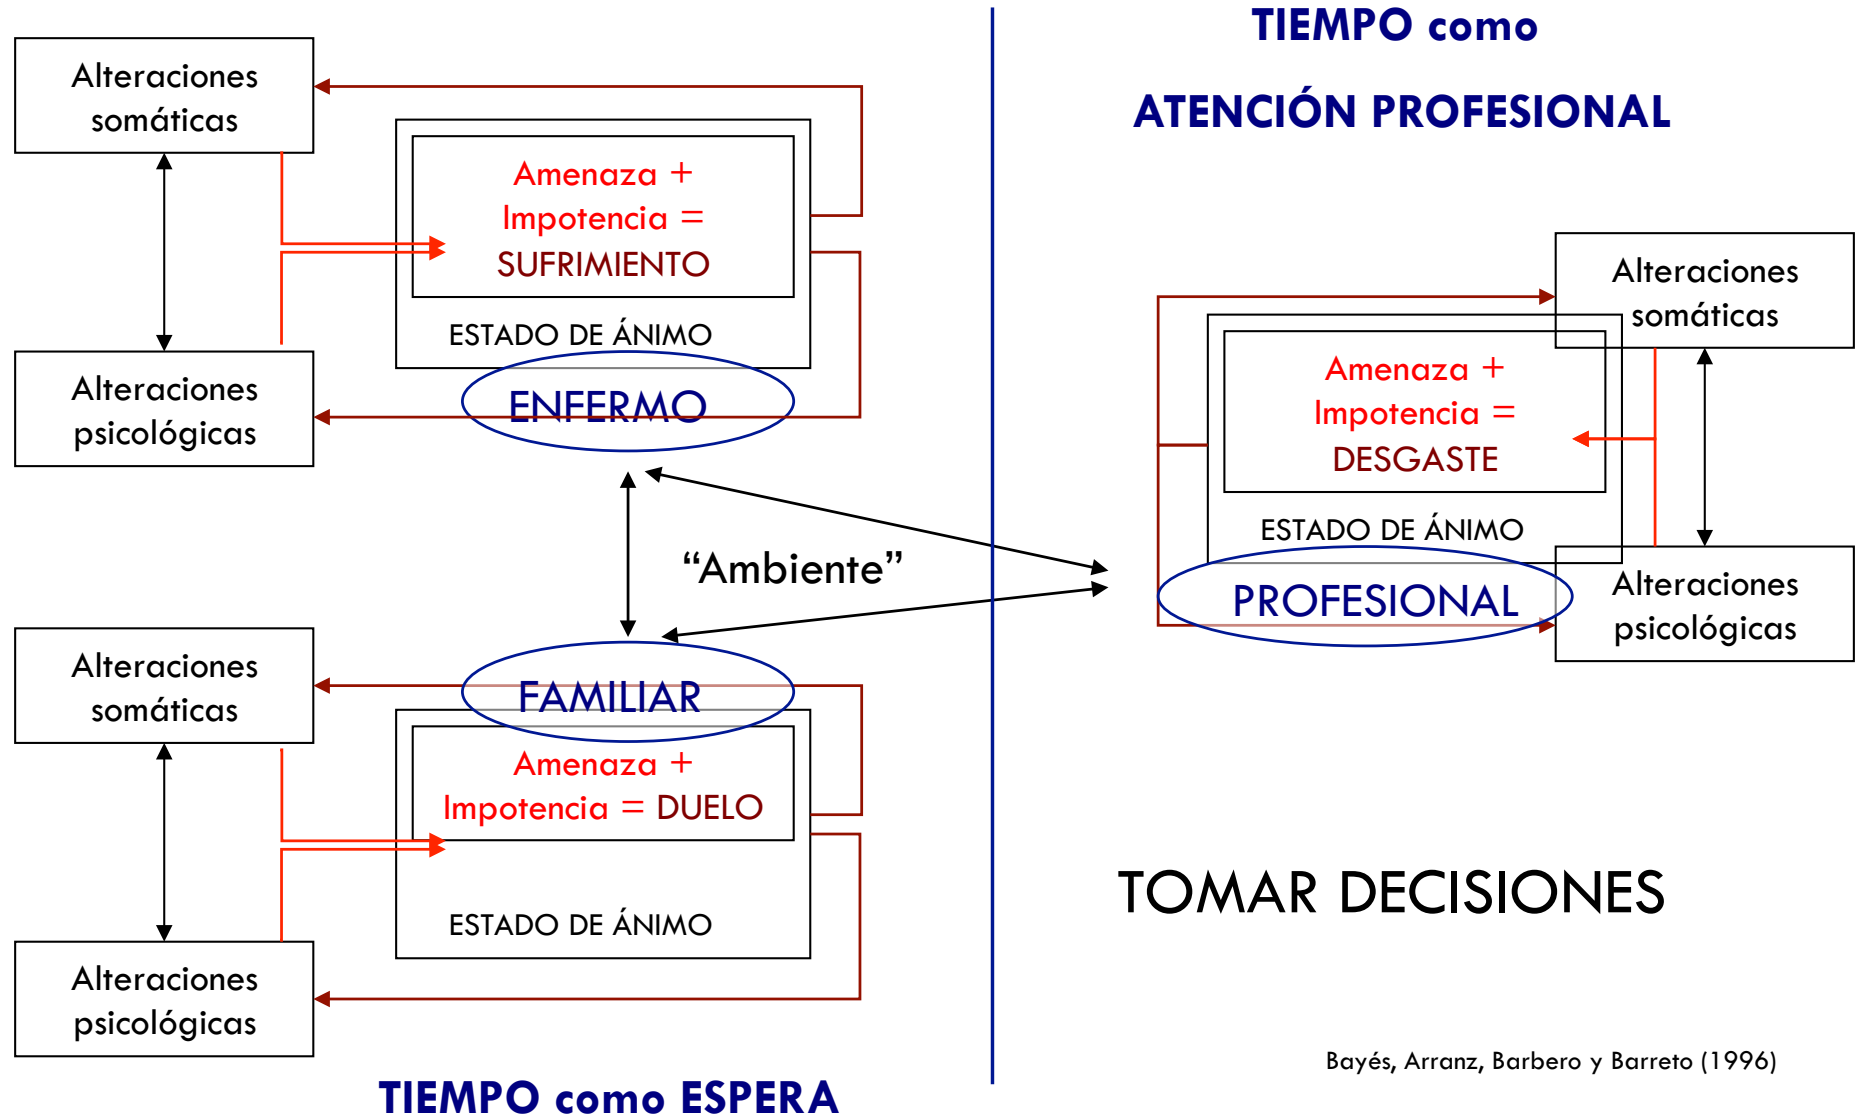 Alteraciones
somáticas
Amenaza +
Impotencia =
SUFRIMIENTO
ESTADO DE ÁNIMO
ENFERMO
Alteraciones
psicológicas
“Ambiente”
Alteraciones
somáticas
FAMILIAR
Amenaza +
Impotencia = DUELO
ESTADO DE ÁNIMO
Alteraciones
psicológicas
TIEMPO como ESPERA
TIEMPO como
ATENCIÓN PROFESIONAL
Alteraciones
somáticas
Amenaza +
Impotencia =
DESGASTE
ESTADO DE ÁNIMO
PROFESIONAL
Alteraciones
psicológicas
TOMAR DECISIONES
Bayés, Arranz, Barbero y Barreto (1996)